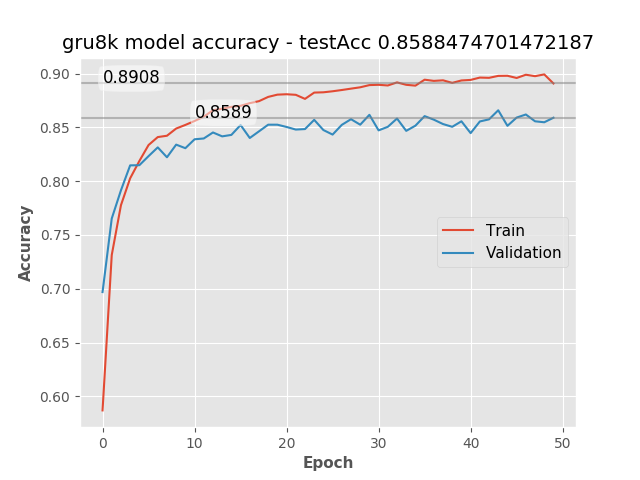 gru8k model accuracy - testAcc 0.8588474701472187
0.90
0.8908
0.8589
0.85
0.80
0.75
Train
Validation
0.70
0.65
0.60
Accuracy
0 10 20 30 40 50
Epoch